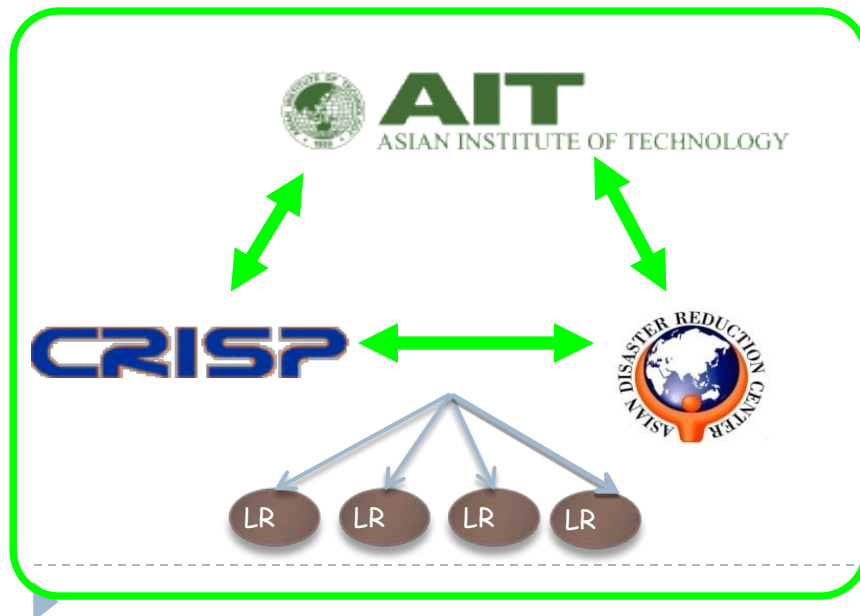 AIT
ASIAN INSTITUTE OF TECHNOLOGY
CRISP
ASIAN DISASTER REDUCTION CENTER
LR LR LR LR